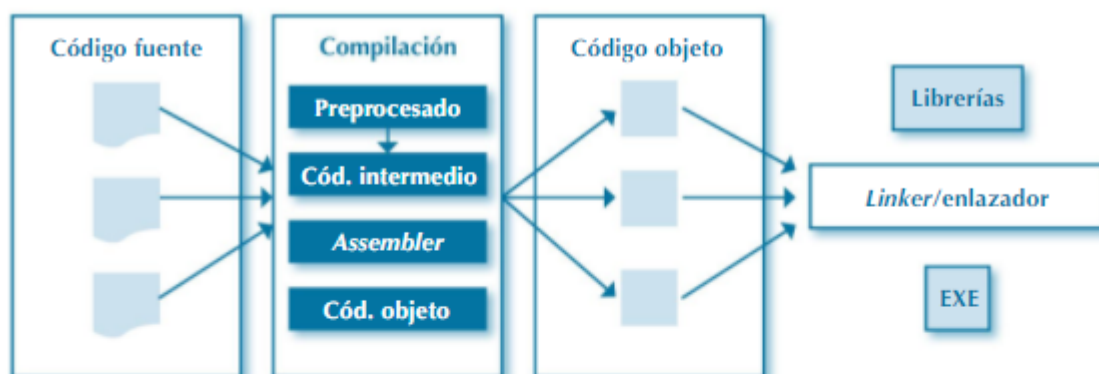 Código fuente
Compilación
Preprocesado
Cód. intermedio
Assembler
Cód. objeto
Código objeto
Librerías
Linker/enlazador
EXE